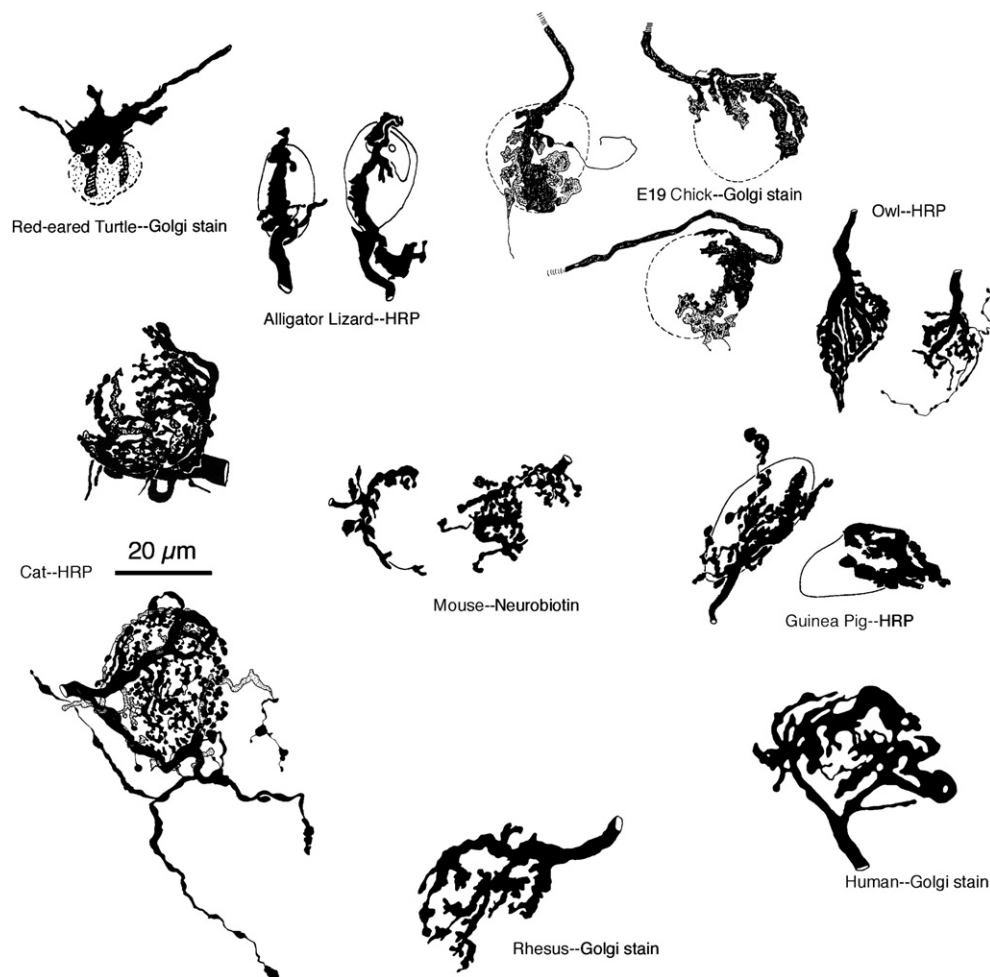 Red-eared Turtle--Golgi stain
Alligator Lizard--HRP
E19 Chick--Golgi stain
Owl--HRP
20 µm
Cat--HRP
Mouse--Neurobiotin
Guinea Pig--HRP
Human--Golgi stain
Rhesus--Golgi stain